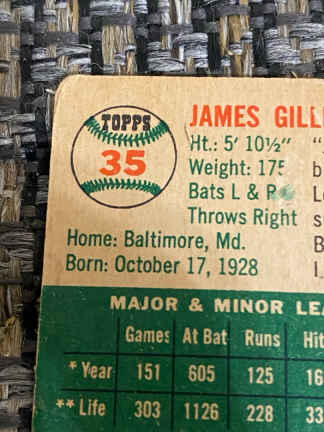 TOPPS
35
JAMES GILL
Ht.: 5' 10½"
Weight: 175
Bats L & R
Throws Right
Home: Baltimore, Md.
Born: October 17, 1928
MAJOR & MINOR LEA
Games At Bat Runs Hit
* Year 151 605 125 16
** Life 303 1126 228 33